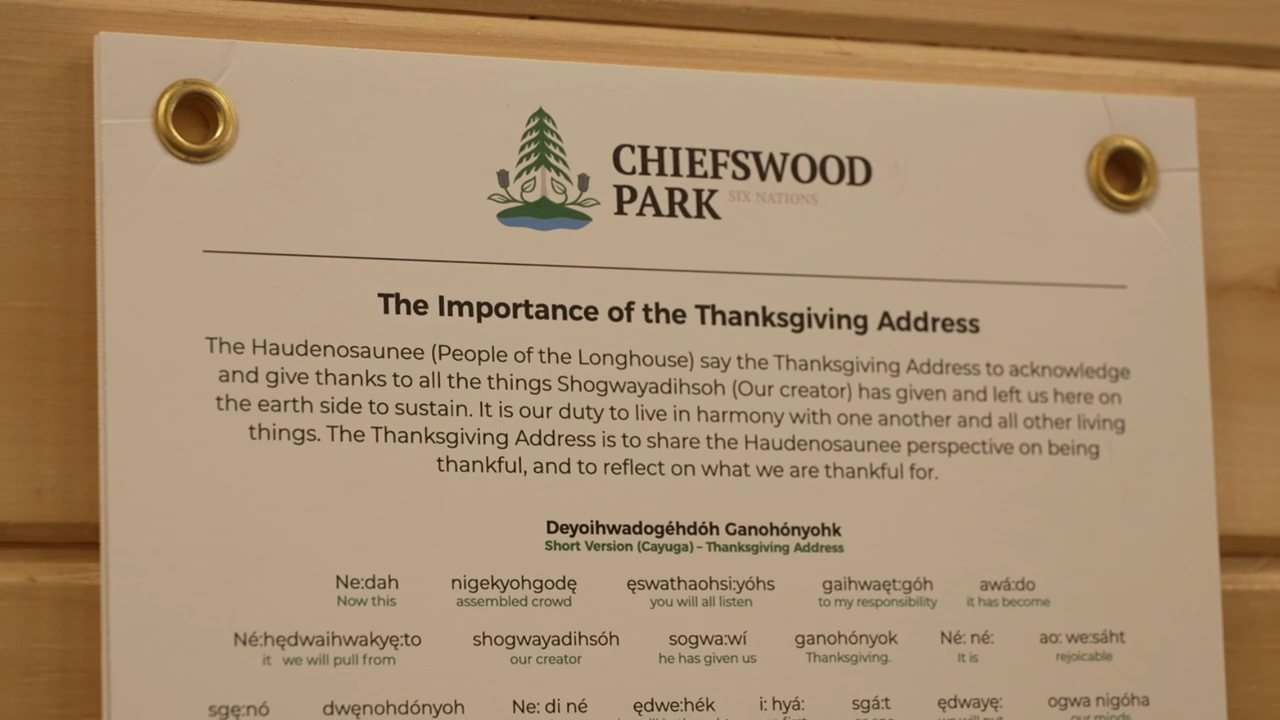 CHIEFSWOOD
PARK SIX NATIONS
The Importance of the Thanksgiving Address
The Haudenosaunee (People of the Longhouse) say the Thanksgiving Address to acknowledge
and give thanks to all the things Shogwayadihsoh (Our creator) has given and left us here on
the earth side to sustain. It is our duty to live in harmony with one another and all other living
things. The Thanksgiving Address is to share the Haudenosaunee perspective on being
thankful, and to reflect on what we are thankful for.
Deyoihwadogéhdóh Ganohónyohk
Short Version (Cayuga) – Thanksgiving Address
Ne:dah nigekyohgodę ęswathaohsi:yóhs gaihwaęt:góh awá:do
Now this assembled crowd you will all listen to my responsibility it has become
Né:hędwaihwakyę:to shogwayadihsóh sogwa:wí ganohónyok Né: né: ao: we:sáht
it we will pull from our creator he has given us Thanksgiving. It is rejoicable
sgę:nó dwęnohdónyoh Ne: di né ędwe:hék i: hyá: sgá:t ędwayę: ogwa nigóha
our minds